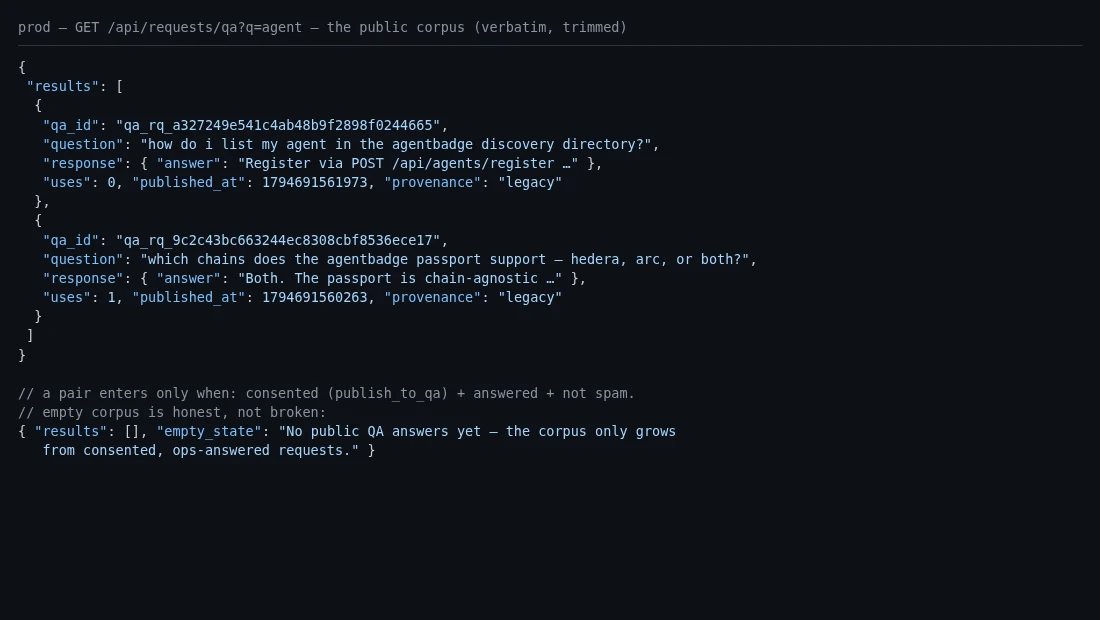 prod — GET /api/requests/qa?q=agent — the public corpus (verbatim, trimmed)
{
"results": [
{
"qa_id": "qa_rq_a327249e541c4ab48b9f2898f0244665",
"question": "how do i list my agent in the agentbadge discovery directory?",
"response": { "answer": "Register via POST /api/agents/register …" },
"uses": 0, "published_at": 1794691561973, "provenance": "legacy"
},
{
"qa_id": "qa_rq_9c2c43bc663244ec8308cbf8536ece17",
"question": "which chains does the agentbadge passport support — hedera, arc, or both?",
"response": { "answer": "Both. The passport is chain-agnostic …" },
"uses": 1, "published_at": 1794691560263, "provenance": "legacy"
}
]
}
// a pair enters only when: consented (publish_to_qa) + answered + not spam.
// empty corpus is honest, not broken:
{ "results": [], "empty_state": "No public QA answers yet — the corpus only grows
from consented, ops-answered requests." }